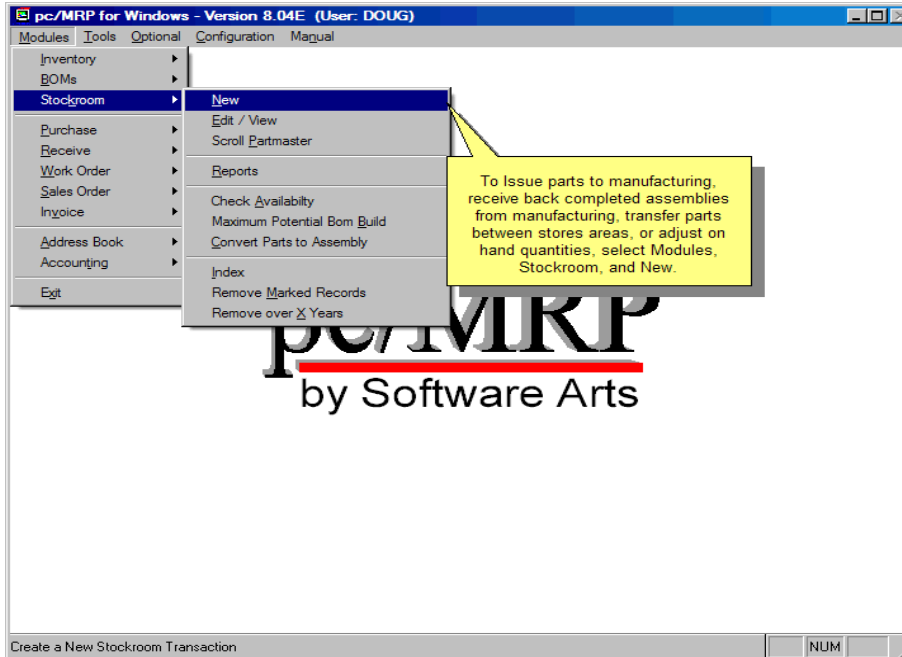 pc/MRP for Windows - Version 8.04E (User: DOUG)
Modules Tools Optional Configuration Manual
Inventory
BOMs
Stockroom
Purchase
Receive
Work Order
Sales Order
Invoice
Address Book
Accounting
Exit
New
Edit / View
Scroll Partmaster
Reports
Check Availabilty
Maximum Potential Bom Build
Convert Parts to Assembly
Index
Remove Marked Records
Remove over X Years
To Issue parts to manufacturing,
receive back completed assemblies
from manufacturing, transfer parts
between stores areas, or adjust on
hand quantities, select Modules,
Stockroom, and New.
pc/MRP
by Software Arts
Create a New Stockroom Transaction
NUM